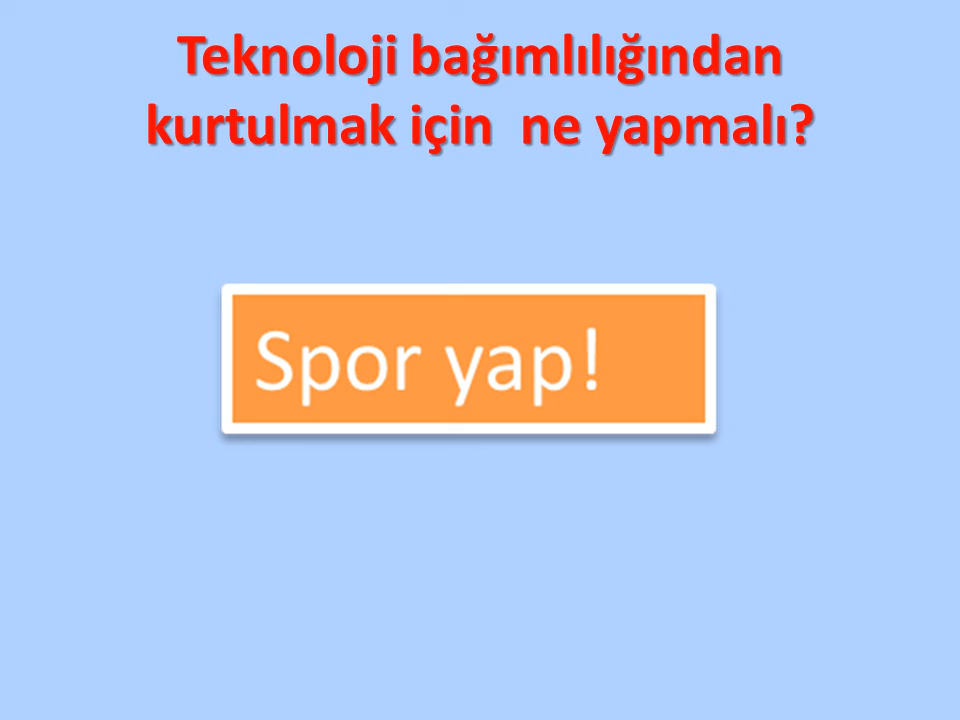 Teknoloji bağımlılığından
kurtulmak için  ne yapmalı?
Spor yap!